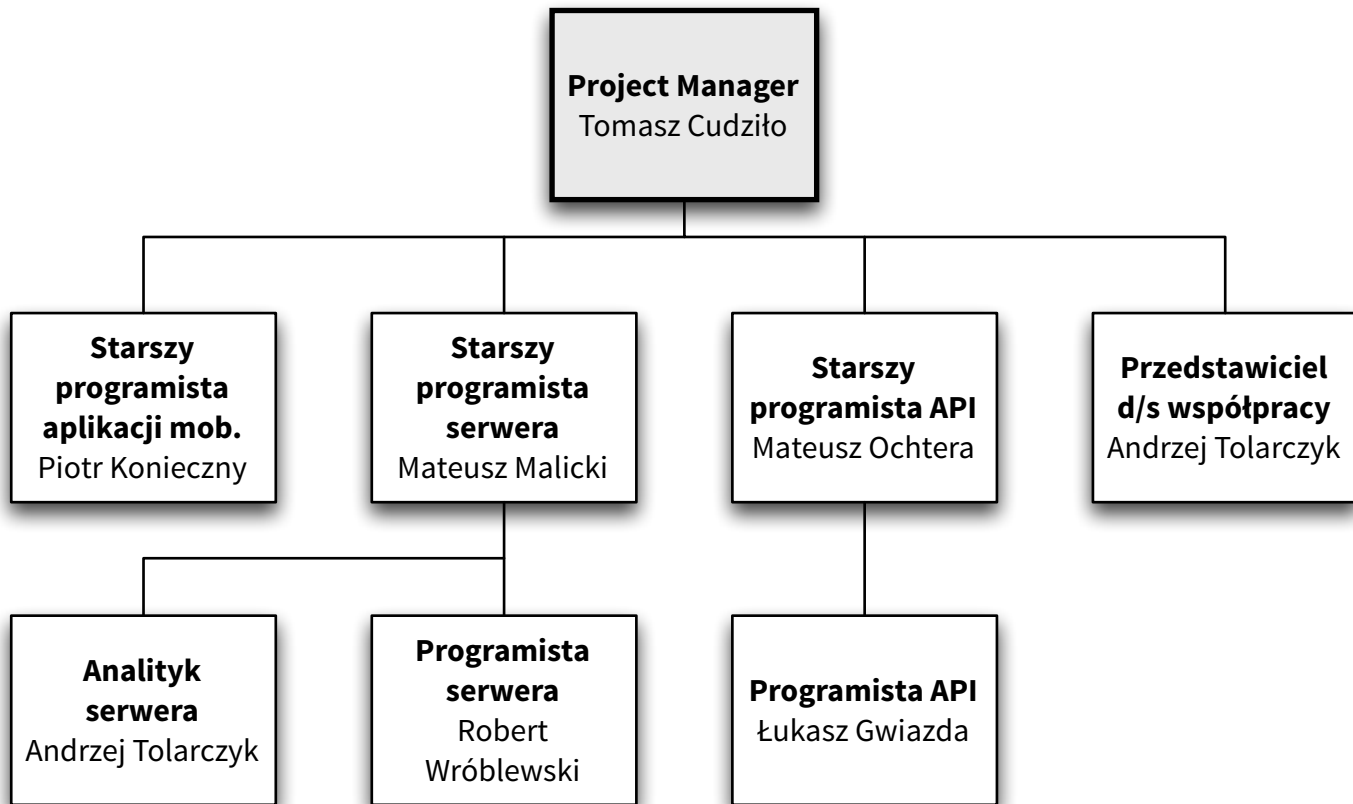 Project Manager
Tomasz Cudziło
Starszy
programista
aplikacji mob.
Piotr Konieczny
Starszy
programista
serwera
Mateusz Malicki
Starszy
programista API
Mateusz Ochtera
Przedstawiciel
d/s współpracy
Andrzej Tolarczyk
Analityk
serwera
Andrzej Tolarczyk
Programista
serwera
Robert
Wróblewski
Programista API
Łukasz Gwiazda